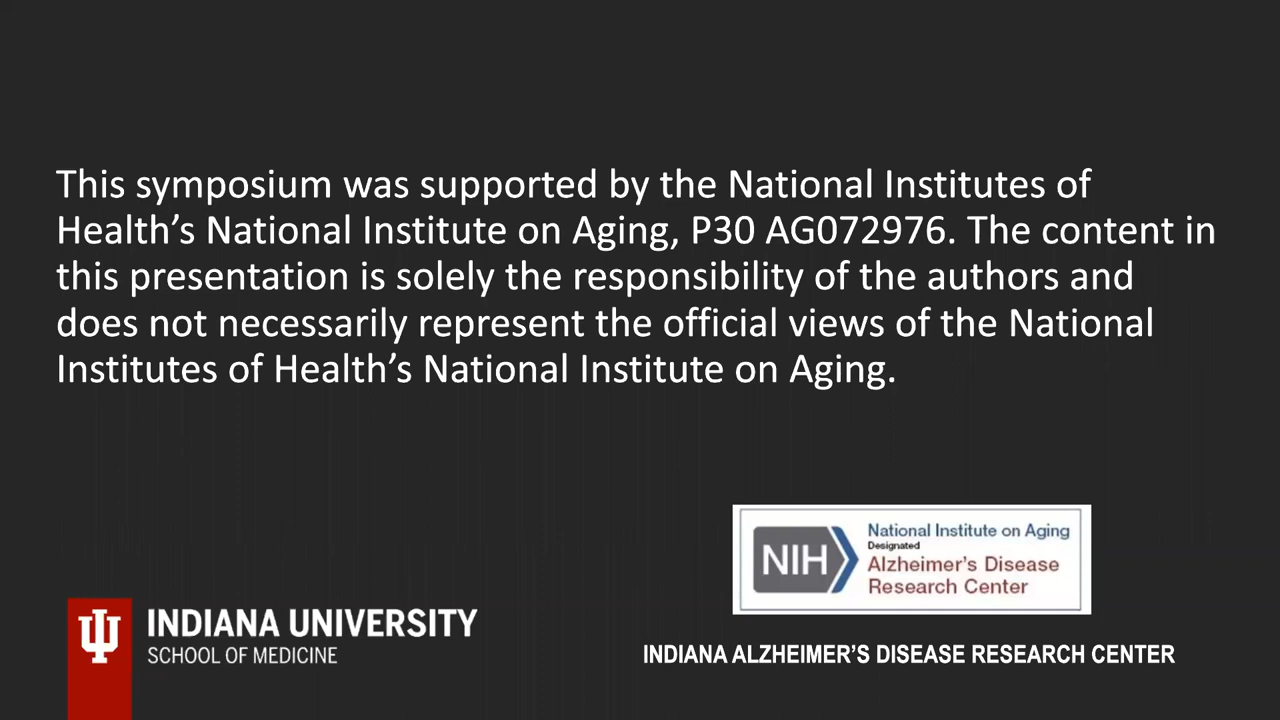 This symposium was supported by the National Institutes of
Health’s National Institute on Aging, P30 AG072976. The content in
this presentation is solely the responsibility of the authors and
does not necessarily represent the official views of the National
Institutes of Health’s National Institute on Aging.
NIH
National Institute on Aging
Designated
Alzheimer’s Disease
Research Center
INDIANA UNIVERSITY
SCHOOL OF MEDICINE
INDIANA ALZHEIMER’S DISEASE RESEARCH CENTER